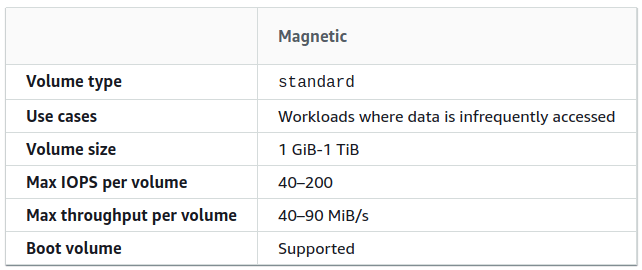 Magnetic
Volume type standard
Use cases Workloads where data is infrequently accessed
Volume size 1 GiB-1 TiB
Max IOPS per volume 40–200
Max throughput per volume 40–90 MiB/s
Boot volume Supported